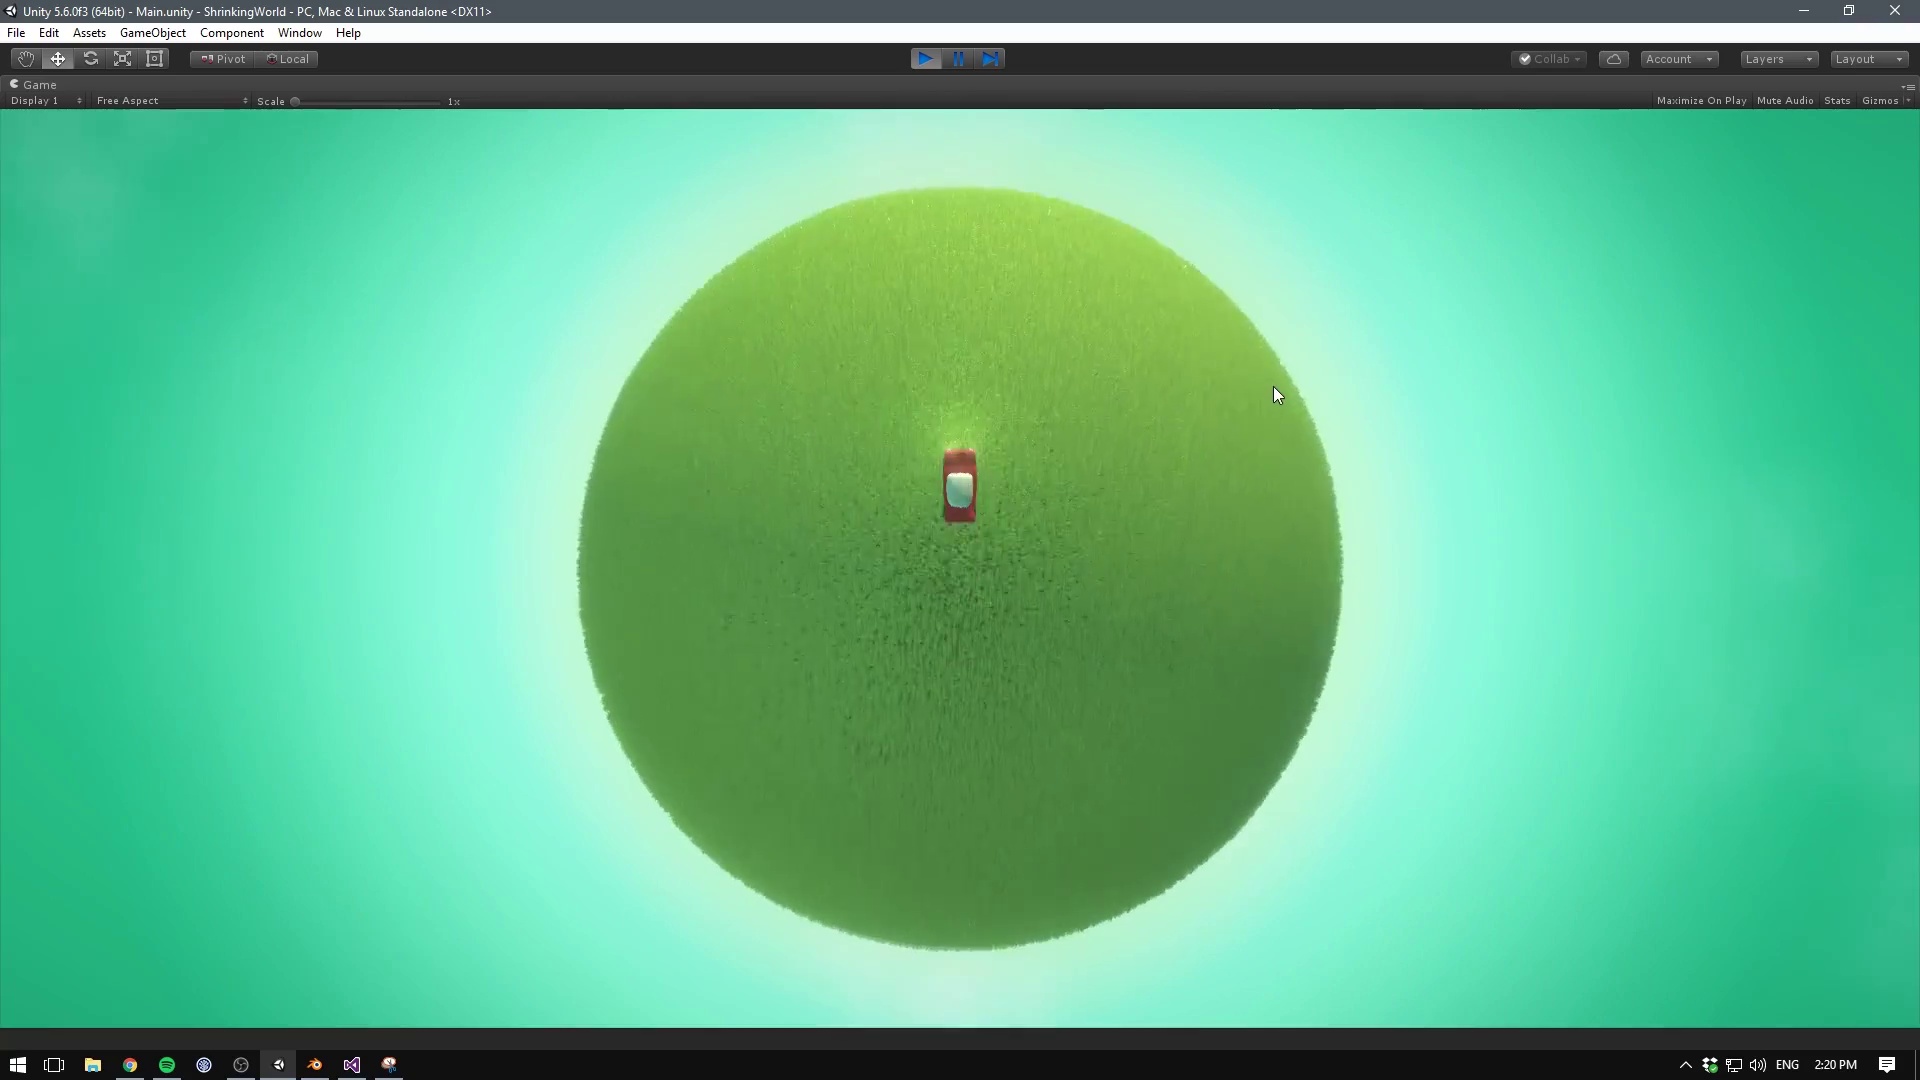 Unity 5.6.0f3 (64bit) - Main.unity - ShrinkingWorld - PC, Mac & Linux Standalone <DX11>
File Edit Assets GameObject Component Window Help
Pivot Local Collab Account Layers Layout
Game
Display 1 Free Aspect Scale 1x Maximize On Play Mute Audio Stats Gizmos
ENG 2:20 PM